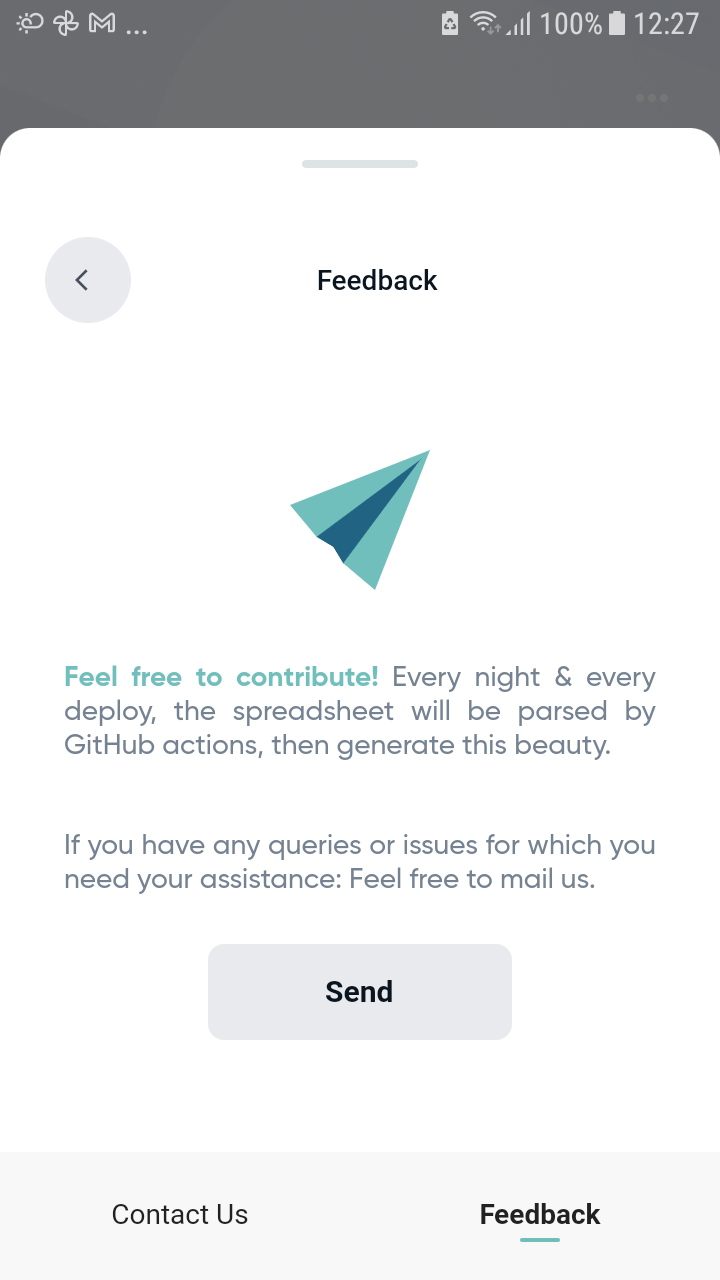 ... 100% 12:27
Feedback
Feel free to contribute! Every night & every
deploy, the spreadsheet will be parsed by
GitHub actions, then generate this beauty.
If you have any queries or issues for which you
need your assistance: Feel free to mail us.
Send
Contact Us Feedback